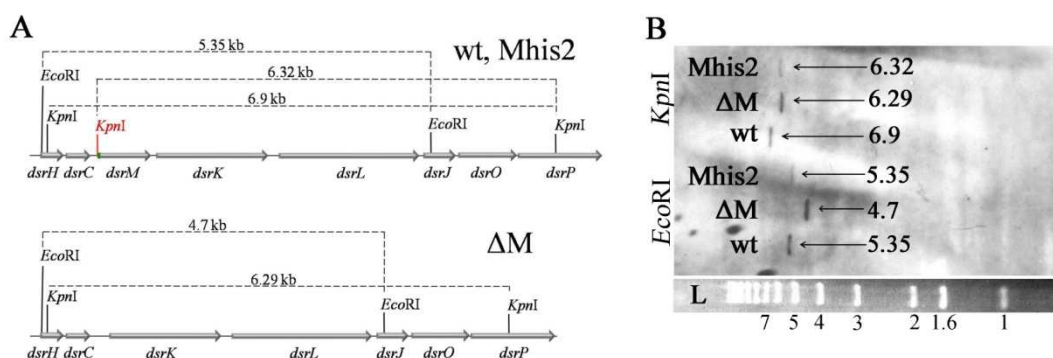 A
wt, Mhis2
5.35 kb
EcoRI
6.32 kb
6.9 kb
KpnI
KpnI
EcoRI
KpnI
dsrH dsrC dsrM dsrK dsrL dsrJ dsrO dsrP
ΔM
4.7 kb
EcoRI
6.29 kb
KpnI
EcoRI
KpnI
dsrH dsrC dsrK dsrL dsrJ dsrO dsrP
B
KpnI
Mhis2 6.32
ΔM 6.29
wt 6.9
EcoRI
Mhis2 5.35
ΔM 4.7
wt 5.35
L
7 5 4 3 2 1.6 1